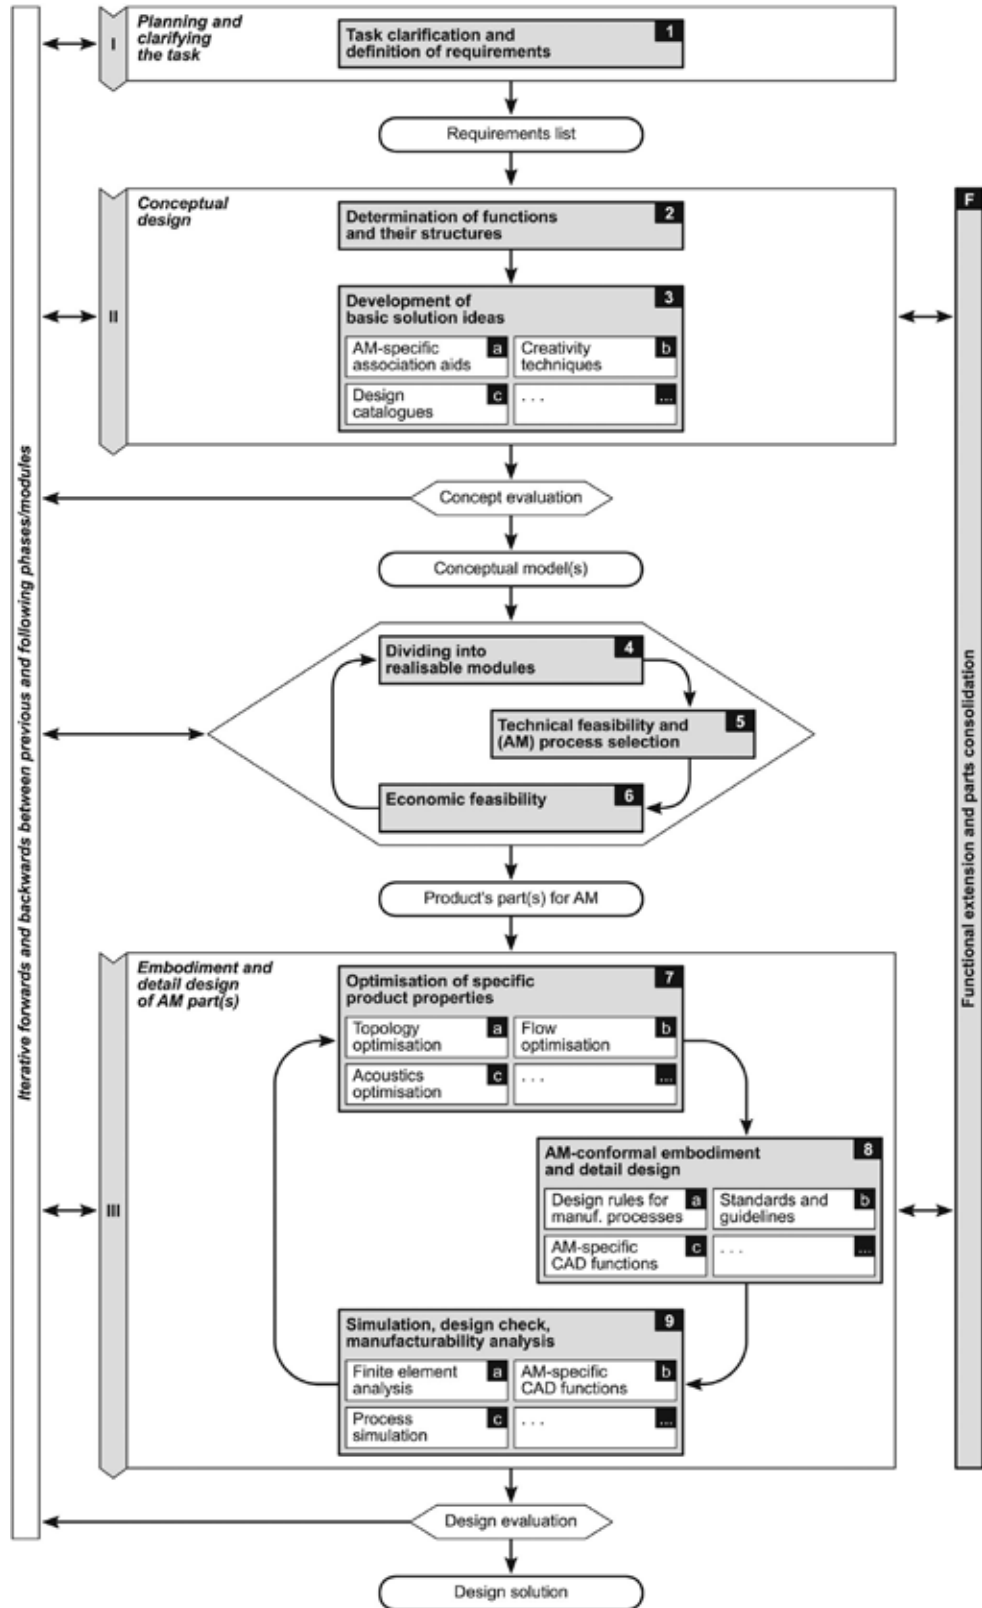 Planning and
clarifying
the task
I
Task clarification and
definition of requirements
1
Requirements list
Conceptual
design
II
Determination of functions
and their structures
2
Development of
basic solution ideas
3
AM-specific
association aids
a
Creativity
techniques
b
Design
catalogues
c
. . .
...
Concept evaluation
Conceptual model(s)
Dividing into
realisable modules
4
Technical feasibility and
(AM) process selection
5
Economic feasibility
6
Product's part(s) for AM
Embodiment and
detail design
of AM part(s)
III
Optimisation of specific
product properties
7
Topology
optimisation
a
Flow
optimisation
b
Acoustics
optimisation
c
. . .
...
AM-conformal embodiment
and detail design
8
Design rules for
manuf. processes
a
Standards and
guidelines
b
AM-specific
CAD functions
c
. . .
...
Simulation, design check,
manufacturability analysis
9
Finite element
analysis
a
AM-specific
CAD functions
b
Process
simulation
c
. . .
...
Design evaluation
Design solution
Iterative forwards and backwards between previous and following phases/modules
F
Functional extension and parts consolidation